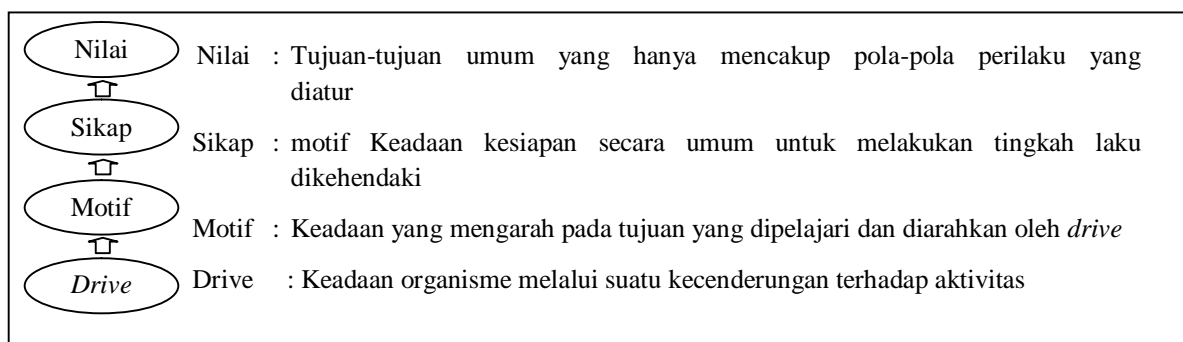 Nilai
Nilai : Tujuan-tujuan umum yang hanya mencakup pola-pola perilaku yang
diatur
Sikap
Sikap : motif Keadaan kesiapan secara umum untuk melakukan tingkah laku
dikehendaki
Motif
Motif : Keadaan yang mengarah pada tujuan yang dipelajari dan diarahkan oleh drive
Drive
Drive : Keadaan organisme melalui suatu kecenderungan terhadap aktivitas